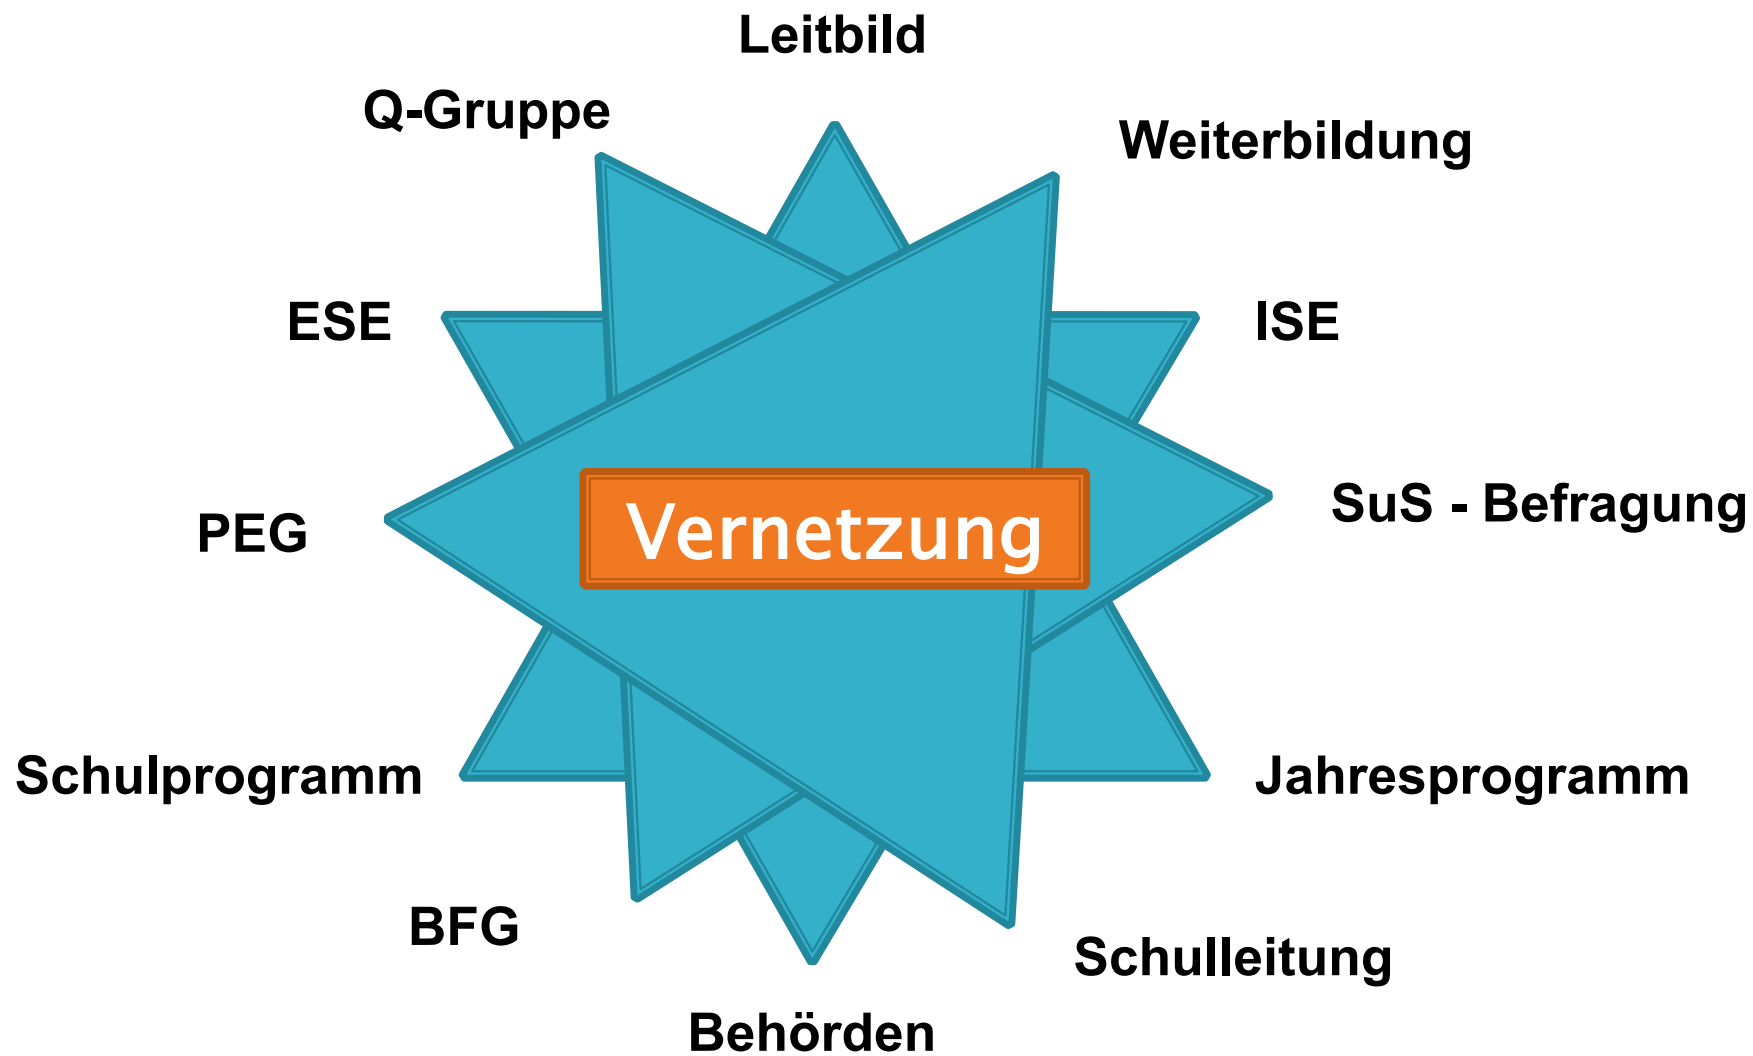 Leitbild
Q-Gruppe
Weiterbildung
ESE
ISE
SuS - Befragung
PEG
Vernetzung
Schulprogramm
Jahresprogramm
BFG
Schulleitung
Behörden